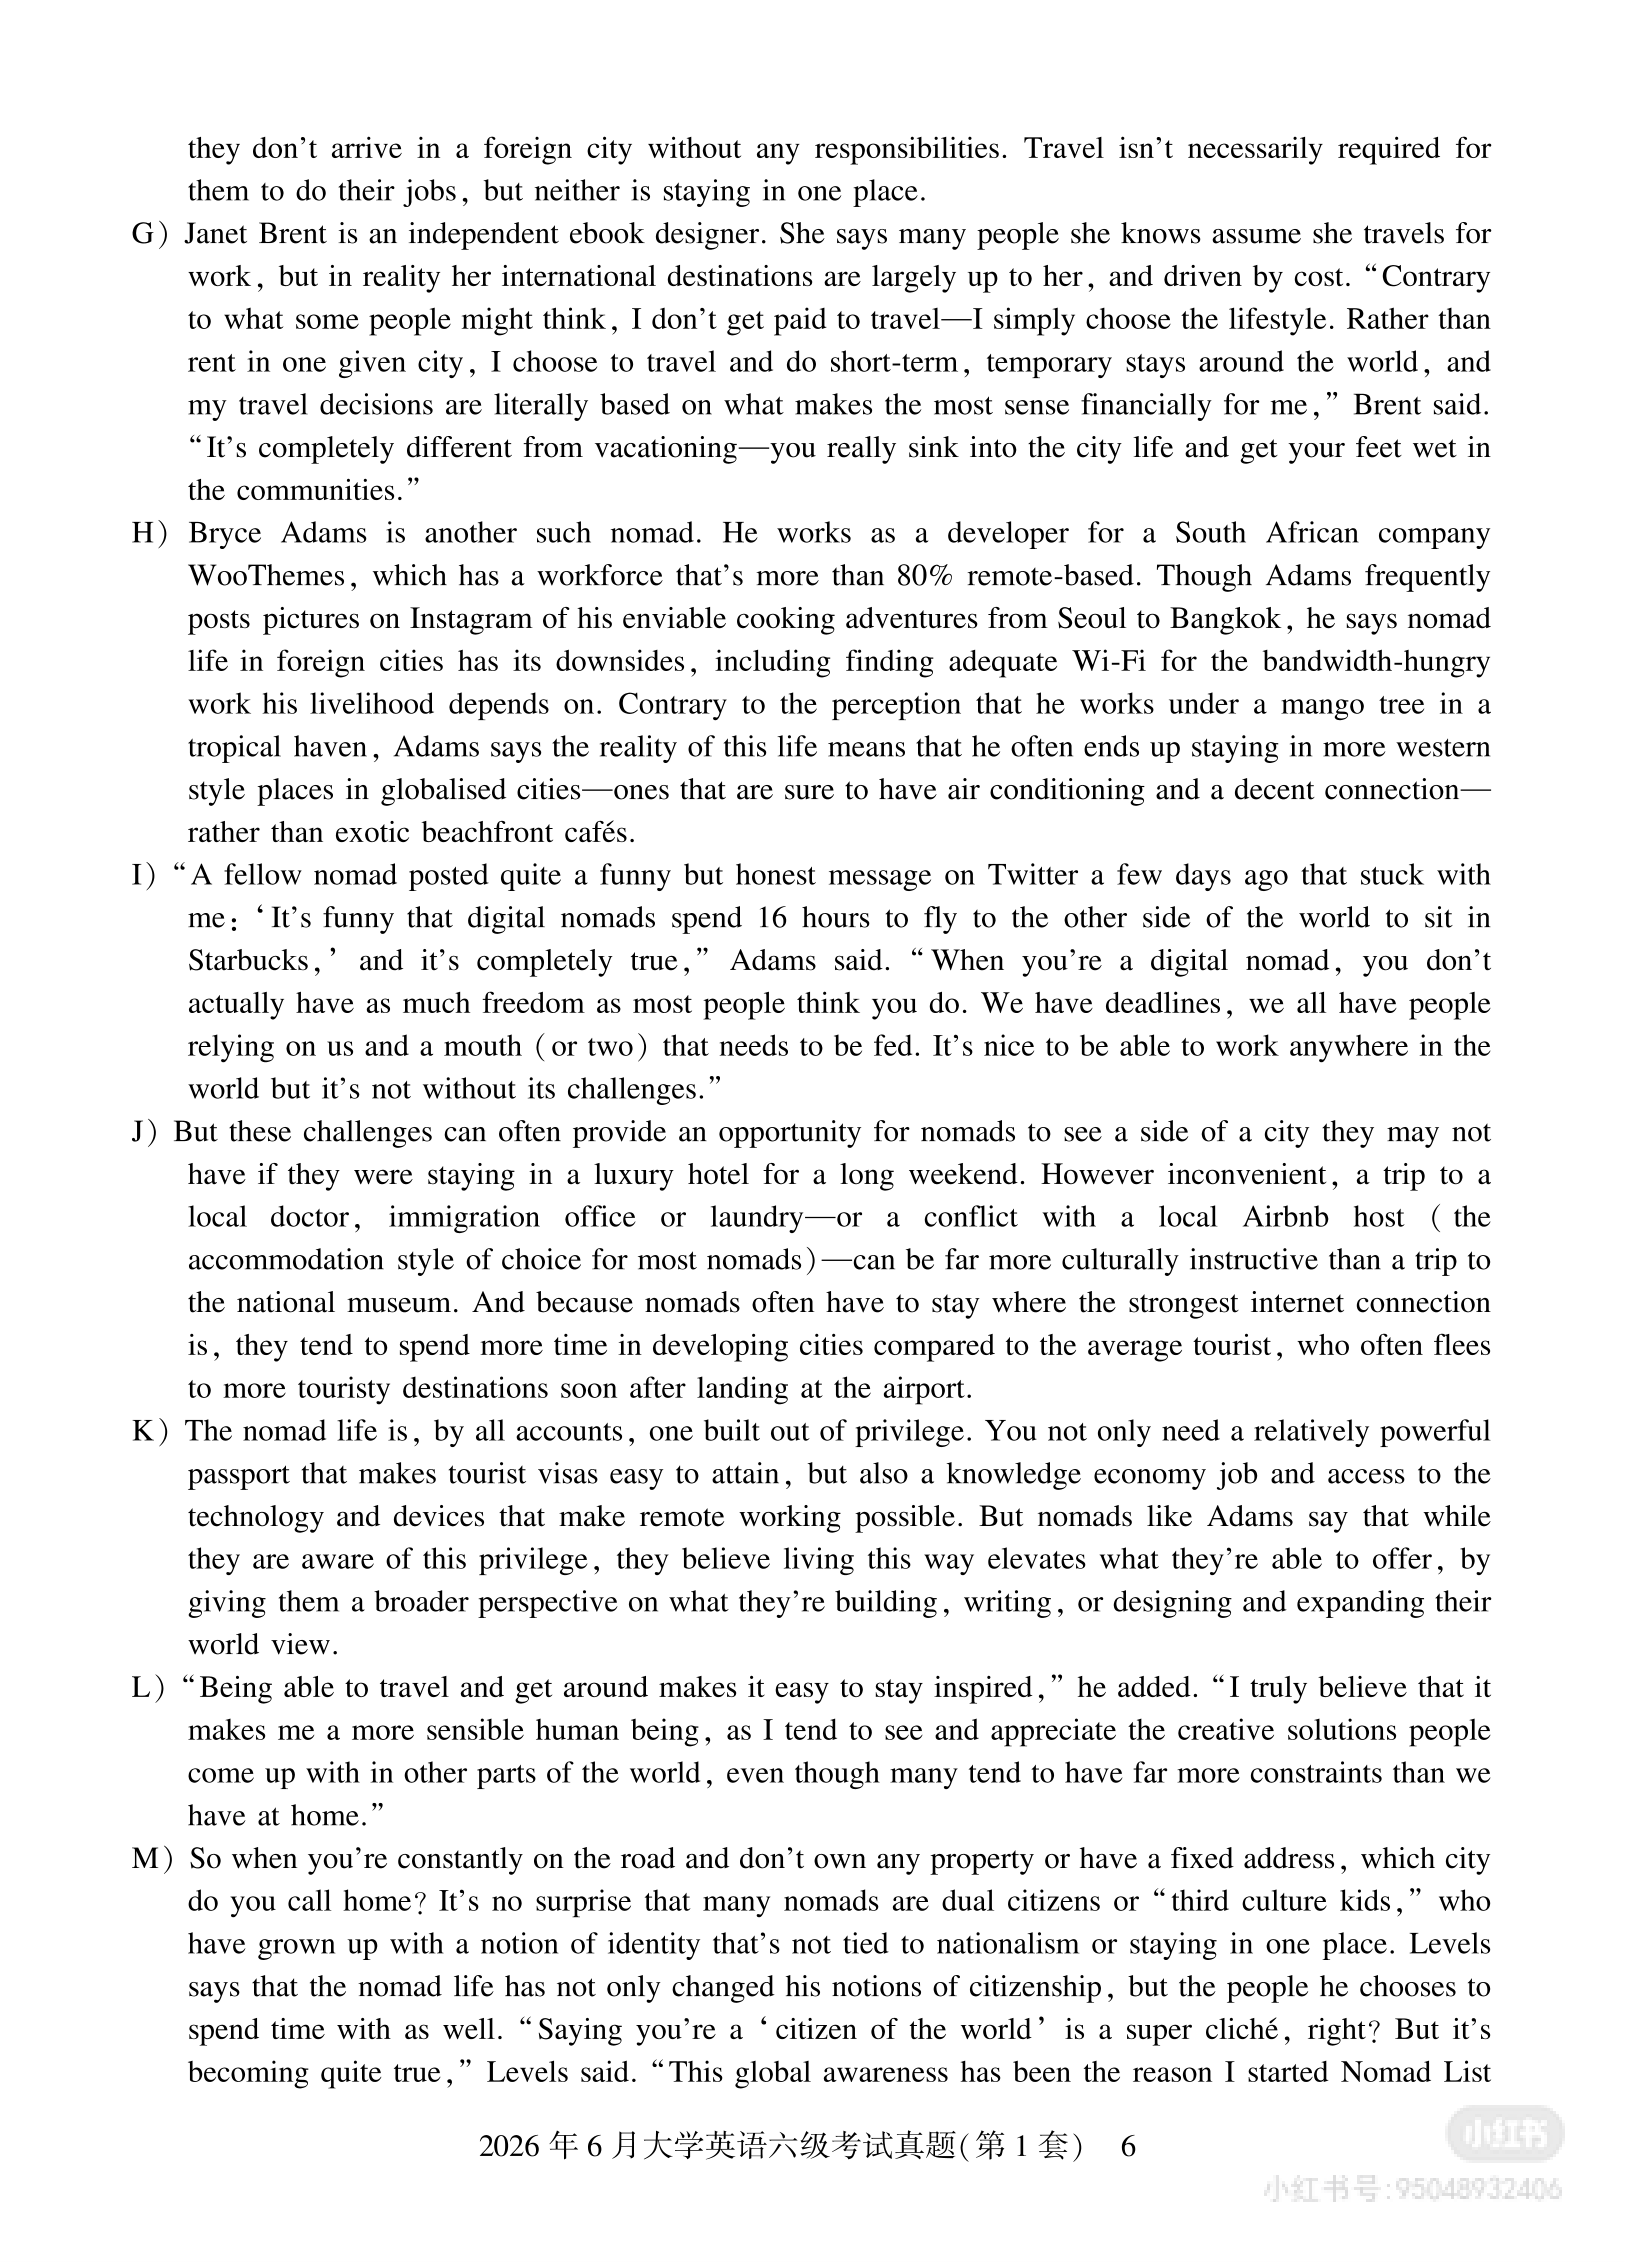 they don’t arrive in a foreign city without any responsibilities. Travel isn’t necessarily required for
them to do their jobs, but neither is staying in one place.
G) Janet Brent is an independent ebook designer. She says many people she knows assume she travels for
work, but in reality her international destinations are largely up to her, and driven by cost. “Contrary
to what some people might think, I don’t get paid to travel—I simply choose the lifestyle. Rather than
rent in one given city, I choose to travel and do short-term, temporary stays around the world, and
my travel decisions are literally based on what makes the most sense financially for me,” Brent said.
“It’s completely different from vacationing—you really sink into the city life and get your feet wet in
the communities.”
H) Bryce Adams is another such nomad. He works as a developer for a South African company
WooThemes, which has a workforce that’s more than 80% remote-based. Though Adams frequently
posts pictures on Instagram of his enviable cooking adventures from Seoul to Bangkok, he says nomad
life in foreign cities has its downsides, including finding adequate Wi-Fi for the bandwidth-hungry
work his livelihood depends on. Contrary to the perception that he works under a mango tree in a
tropical haven, Adams says the reality of this life means that he often ends up staying in more western
style places in globalised cities—ones that are sure to have air conditioning and a decent connection—
rather than exotic beachfront cafés.
I) “A fellow nomad posted quite a funny but honest message on Twitter a few days ago that stuck with
me: ‘It’s funny that digital nomads spend 16 hours to fly to the other side of the world to sit in
Starbucks,’ and it’s completely true,” Adams said. “When you’re a digital nomad, you don’t
actually have as much freedom as most people think you do. We have deadlines, we all have people
relying on us and a mouth (or two) that needs to be fed. It’s nice to be able to work anywhere in the
world but it’s not without its challenges.”
J) But these challenges can often provide an opportunity for nomads to see a side of a city they may not
have if they were staying in a luxury hotel for a long weekend. However inconvenient, a trip to a
local doctor, immigration office or laundry—or a conflict with a local Airbnb host (the
accommodation style of choice for most nomads)—can be far more culturally instructive than a trip to
the national museum. And because nomads often have to stay where the strongest internet connection
is, they tend to spend more time in developing cities compared to the average tourist, who often flees
to more touristy destinations soon after landing at the airport.
K) The nomad life is, by all accounts, one built out of privilege. You not only need a relatively powerful
passport that makes tourist visas easy to attain, but also a knowledge economy job and access to the
technology and devices that make remote working possible. But nomads like Adams say that while
they are aware of this privilege, they believe living this way elevates what they’re able to offer, by
giving them a broader perspective on what they’re building, writing, or designing and expanding their
world view.
L) “Being able to travel and get around makes it easy to stay inspired,” he added. “I truly believe that it
makes me a more sensible human being, as I tend to see and appreciate the creative solutions people
come up with in other parts of the world, even though many tend to have far more constraints than we
have at home.”
M) So when you’re constantly on the road and don’t own any property or have a fixed address, which city
do you call home? It’s no surprise that many nomads are dual citizens or “third culture kids,” who
have grown up with a notion of identity that’s not tied to nationalism or staying in one place. Levels
says that the nomad life has not only changed his notions of citizenship, but the people he chooses to
spend time with as well. “Saying you’re a ‘citizen of the world’ is a super cliché, right? But it’s
becoming quite true,” Levels said. “This global awareness has been the reason I started Nomad List
2026 年 6 月大学英语六级考试真题(第 1 套) 6
小红书
小红书号:95048932406